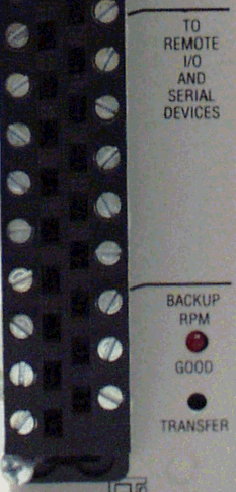 TO
REMOTE
I/O
AND
SERIAL
DEVICES
BACKUP
RPM
GOOD
TRANSFER